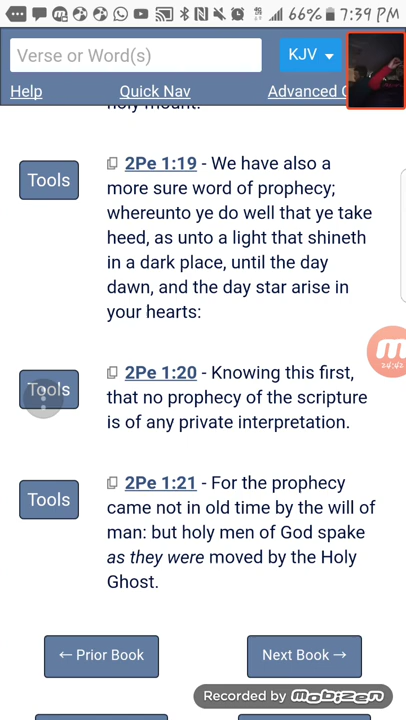 66% 7:39 PM
Verse or Word(s)
KJV
Help Quick Nav Advanced
holy mount.
Tools
2Pe 1:19 - We have also a
more sure word of prophecy;
whereunto ye do well that ye take
heed, as unto a light that shineth
in a dark place, until the day
dawn, and the day star arise in
your hearts:
Tools
2Pe 1:20 - Knowing this first,
that no prophecy of the scripture
is of any private interpretation.
Tools
2Pe 1:21 - For the prophecy
came not in old time by the will of
man: but holy men of God spake
as they were moved by the Holy
Ghost.
← Prior Book
Next Book →
Recorded by mobizen